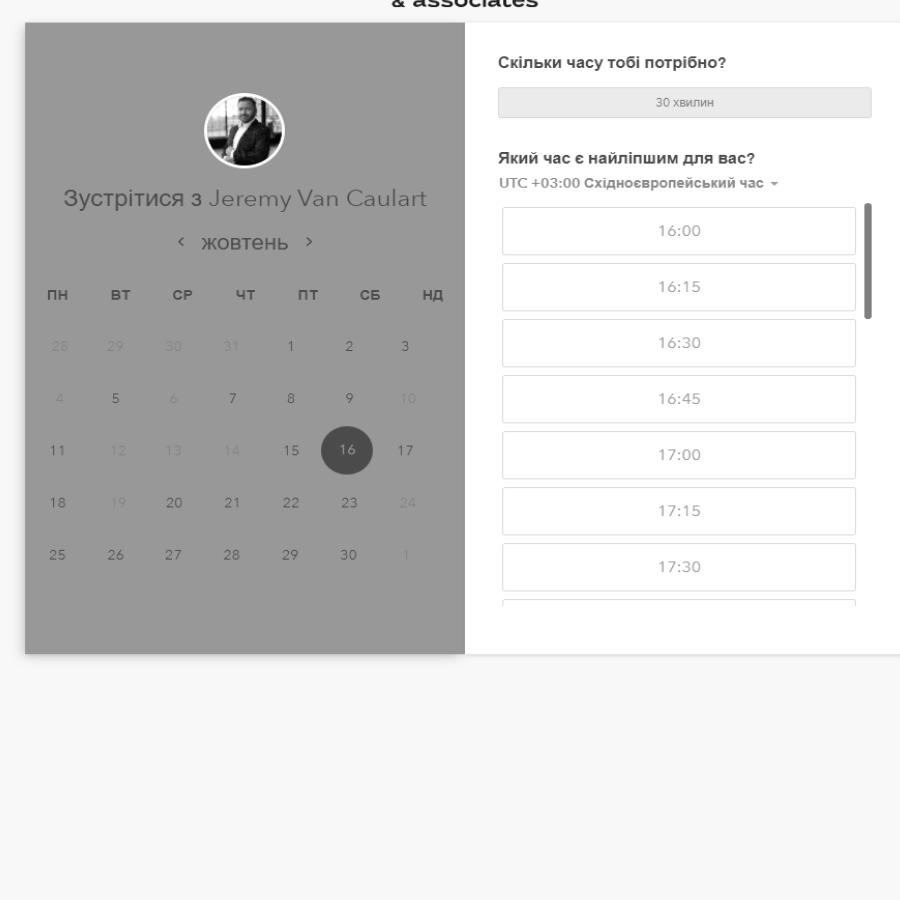 & associates
Зустрітися з Jeremy Van Caulart
жовтень
ПН ВТ СР ЧТ ПТ СБ НД
28 29 30 31 1 2 3
4 5 6 7 8 9 10
11 12 13 14 15 16 17
18 19 20 21 22 23 24
25 26 27 28 29 30 1
Скільки часу тобі потрібно?
30 хвилин
Який час є найліпшим для вас?
UTC +03:00 Східноєвропейський час
16:00
16:15
16:30
16:45
17:00
17:15
17:30